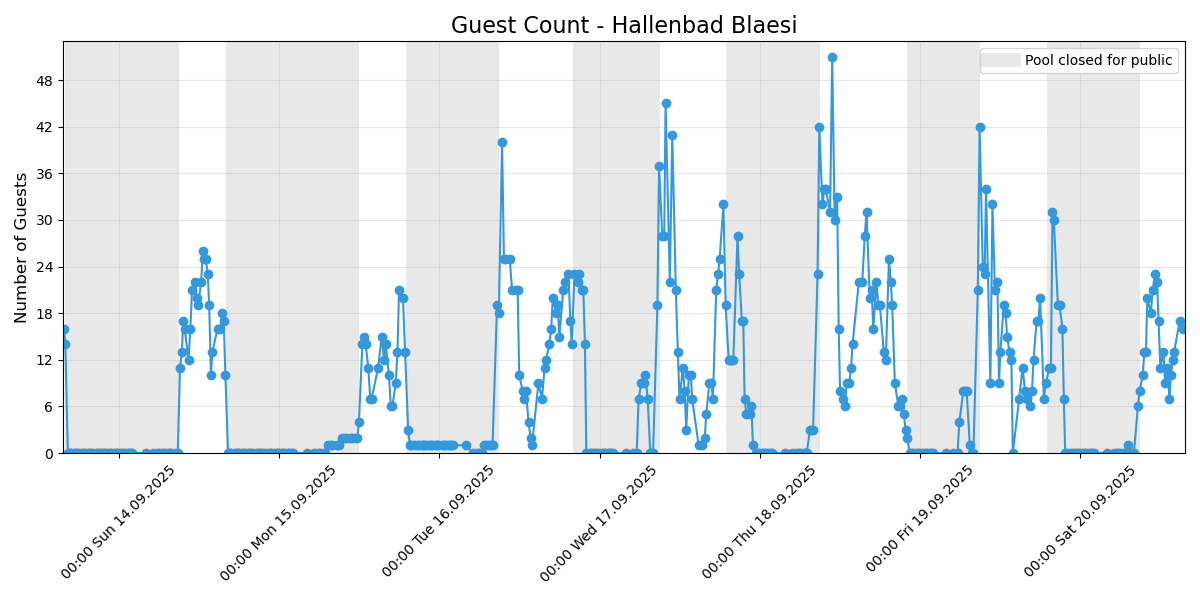 Guest Count - Hallenbad Blaesi
Pool closed for public
Number of Guests
48
42
36
30
24
18
12
6
0
00:00 Sun 14.09.2025
00:00 Mon 15.09.2025
00:00 Tue 16.09.2025
00:00 Wed 17.09.2025
00:00 Thu 18.09.2025
00:00 Fri 19.09.2025
00:00 Sat 20.09.2025